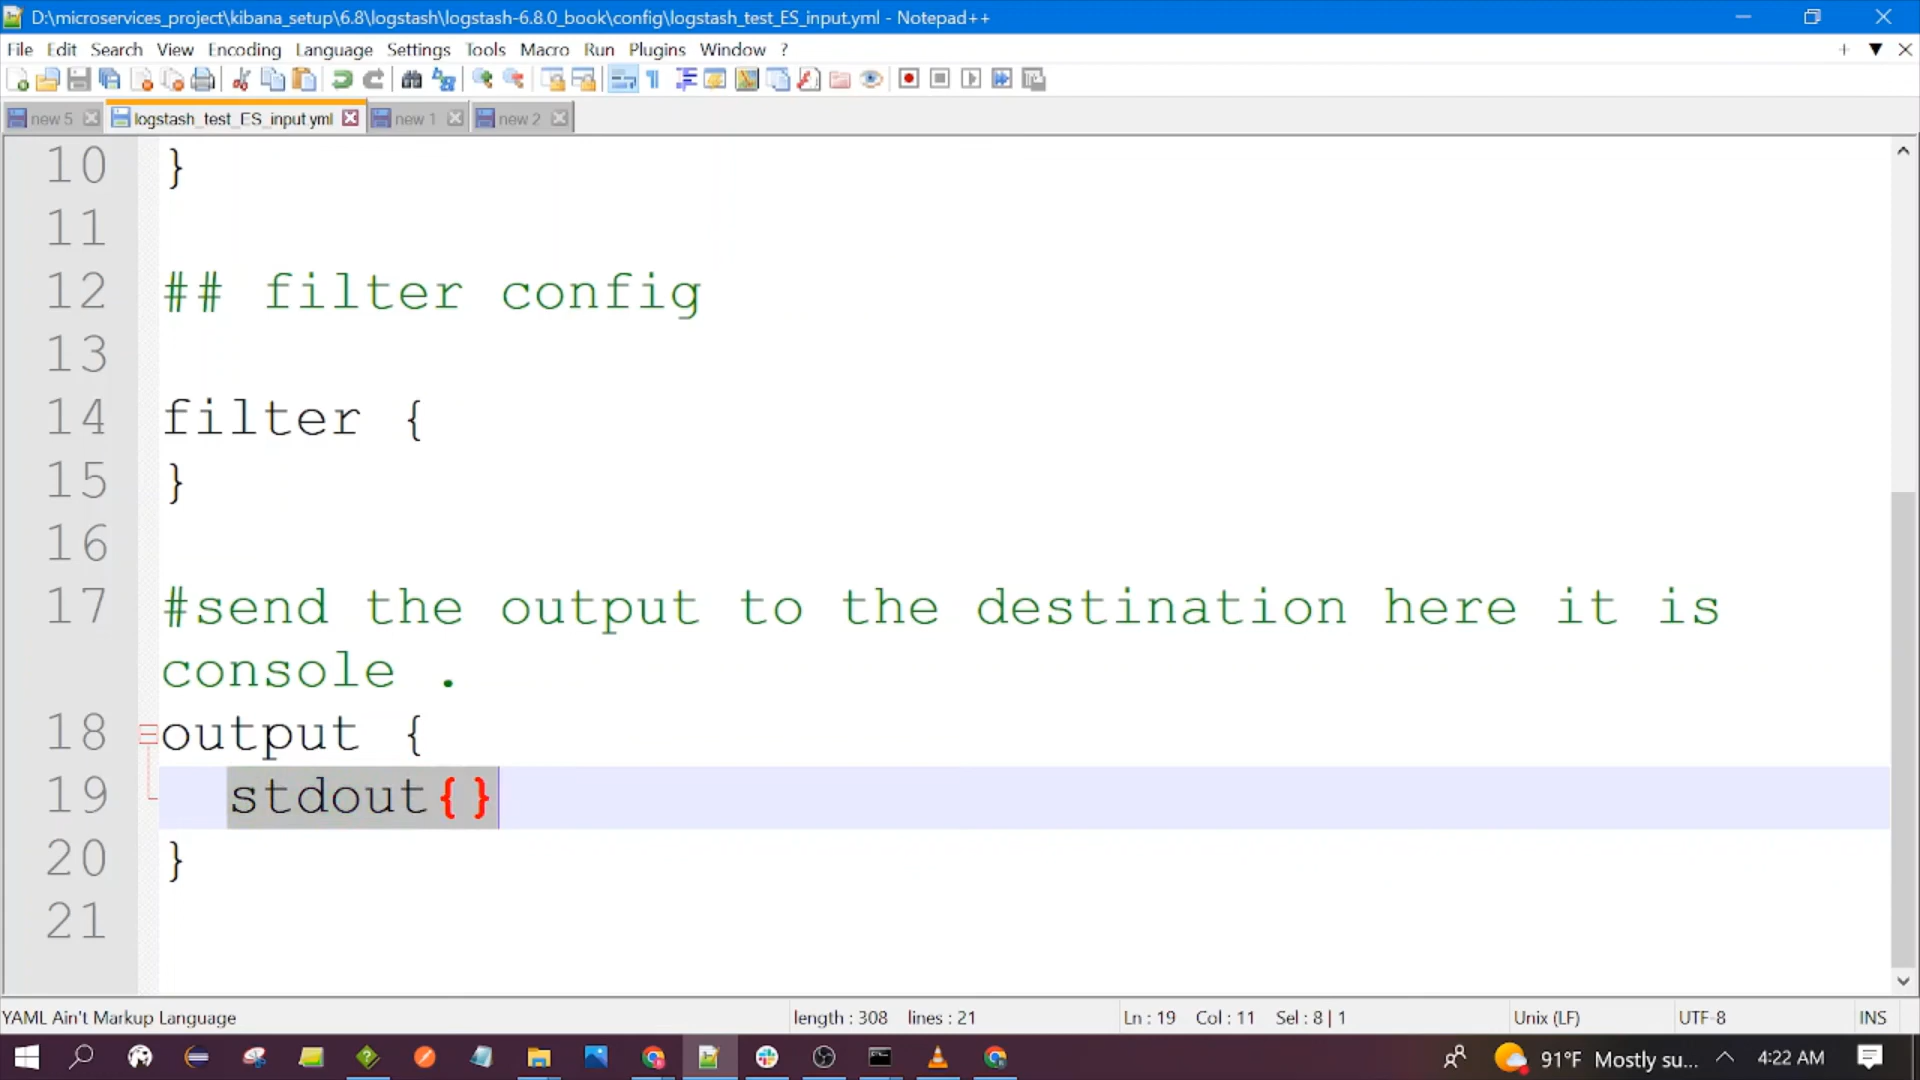 D:\microservices_project\kibana_setup\6.8\logstash\logstash-6.8.0_book\config\logstash_test_ES_input.yml - Notepad++
File Edit Search View Encoding Language Settings Tools Macro Run Plugins Window ?
new 5 logstash_test_ES_input.yml new 1 new 2
10 }
11
12 ## filter config
13
14 filter {
15 }
16
17 #send the output to the destination here it is
console .
18 output {
19 stdout{}
20 }
21
YAML Ain't Markup Language length : 308 lines : 21 Ln : 19 Col : 11 Sel : 8 | 1 Unix (LF) UTF-8 INS
91°F Mostly su... 4:22 AM